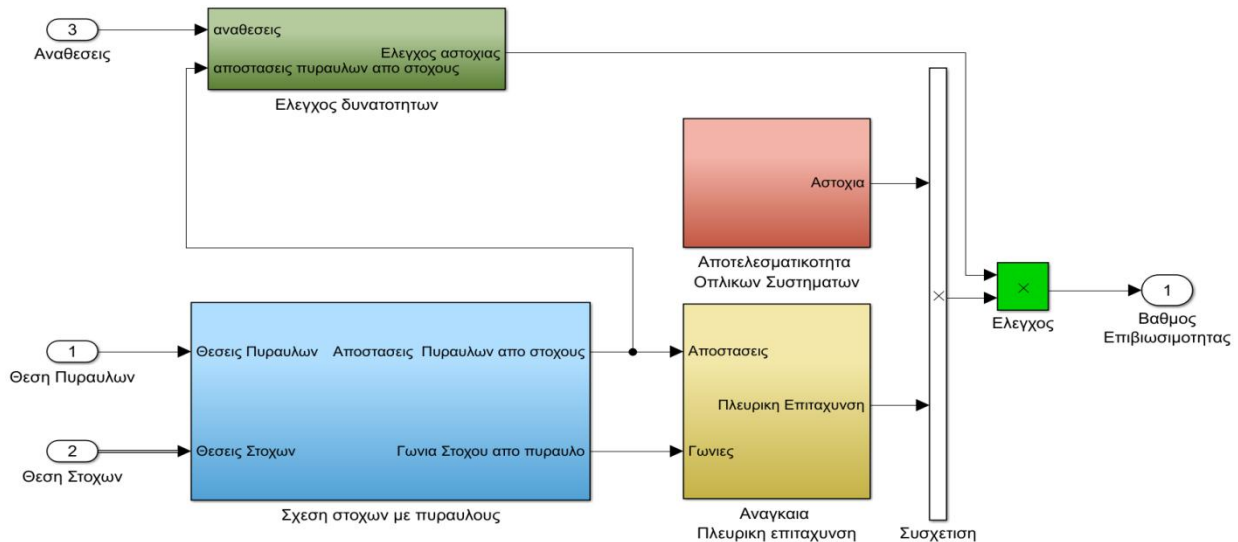 3
Αναθεσεις
αναθεσεις
Ελεγχος αστοχιας
αποστασεις πυραυλων απο στοχους
Ελεγχος δυνατοτητων
Αστοχια
Αποτελεσματικοτητα
Οπλικων Συστηματων
1
Θεση Πυραυλων
Θεσεις Πυραυλων
Αποστασεις Πυραυλων απο στοχους
2
Θεση Στοχων
Θεσεις Στοχων
Γωνια Στοχου απο πυραυλο
Σχεση στοχων με πυραυλους
Αποστασεις
Πλευρικη Επιταχυνση
Γωνιες
Αναγκαια
Πλευρικη επιταχυνση
×
Συσχετιση
×
Ελεγχος
1
Βαθμος
Επιβιωσιμοτητας